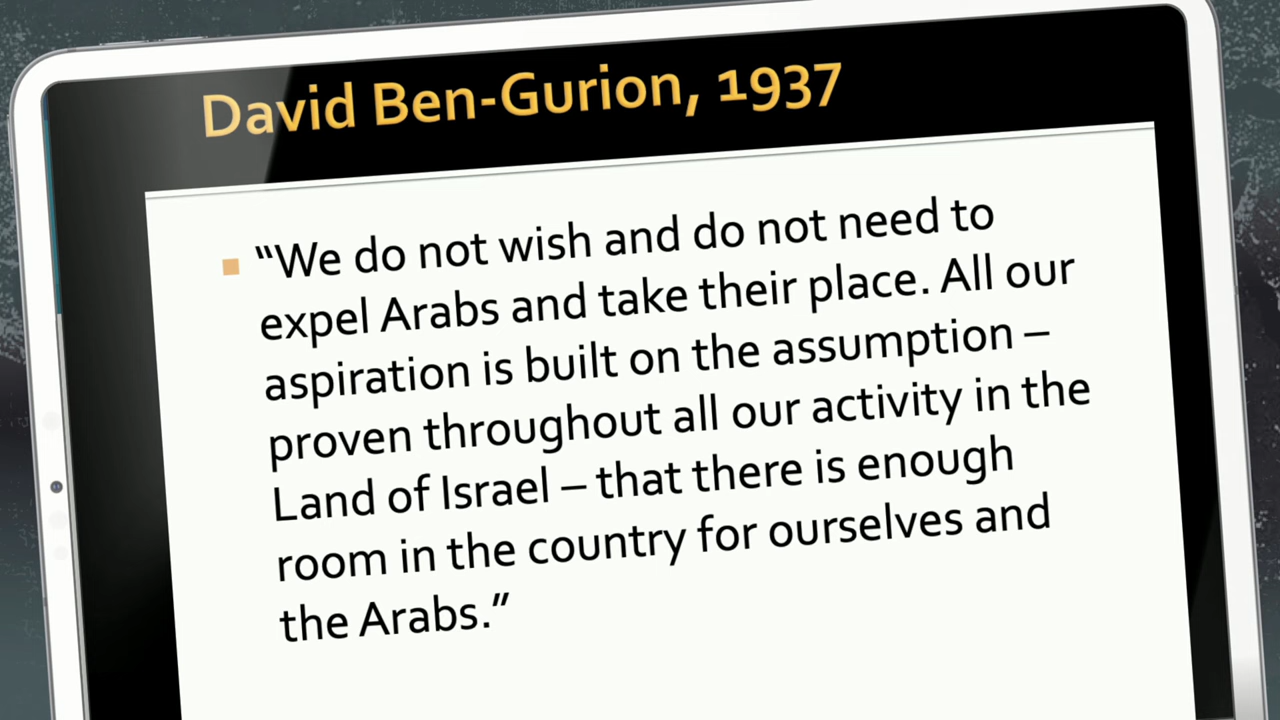 David Ben-Gurion, 1937
“We do not wish and do not need to
expel Arabs and take their place. All our
aspiration is built on the assumption –
proven throughout all our activity in the
Land of Israel – that there is enough
room in the country for ourselves and
the Arabs.”